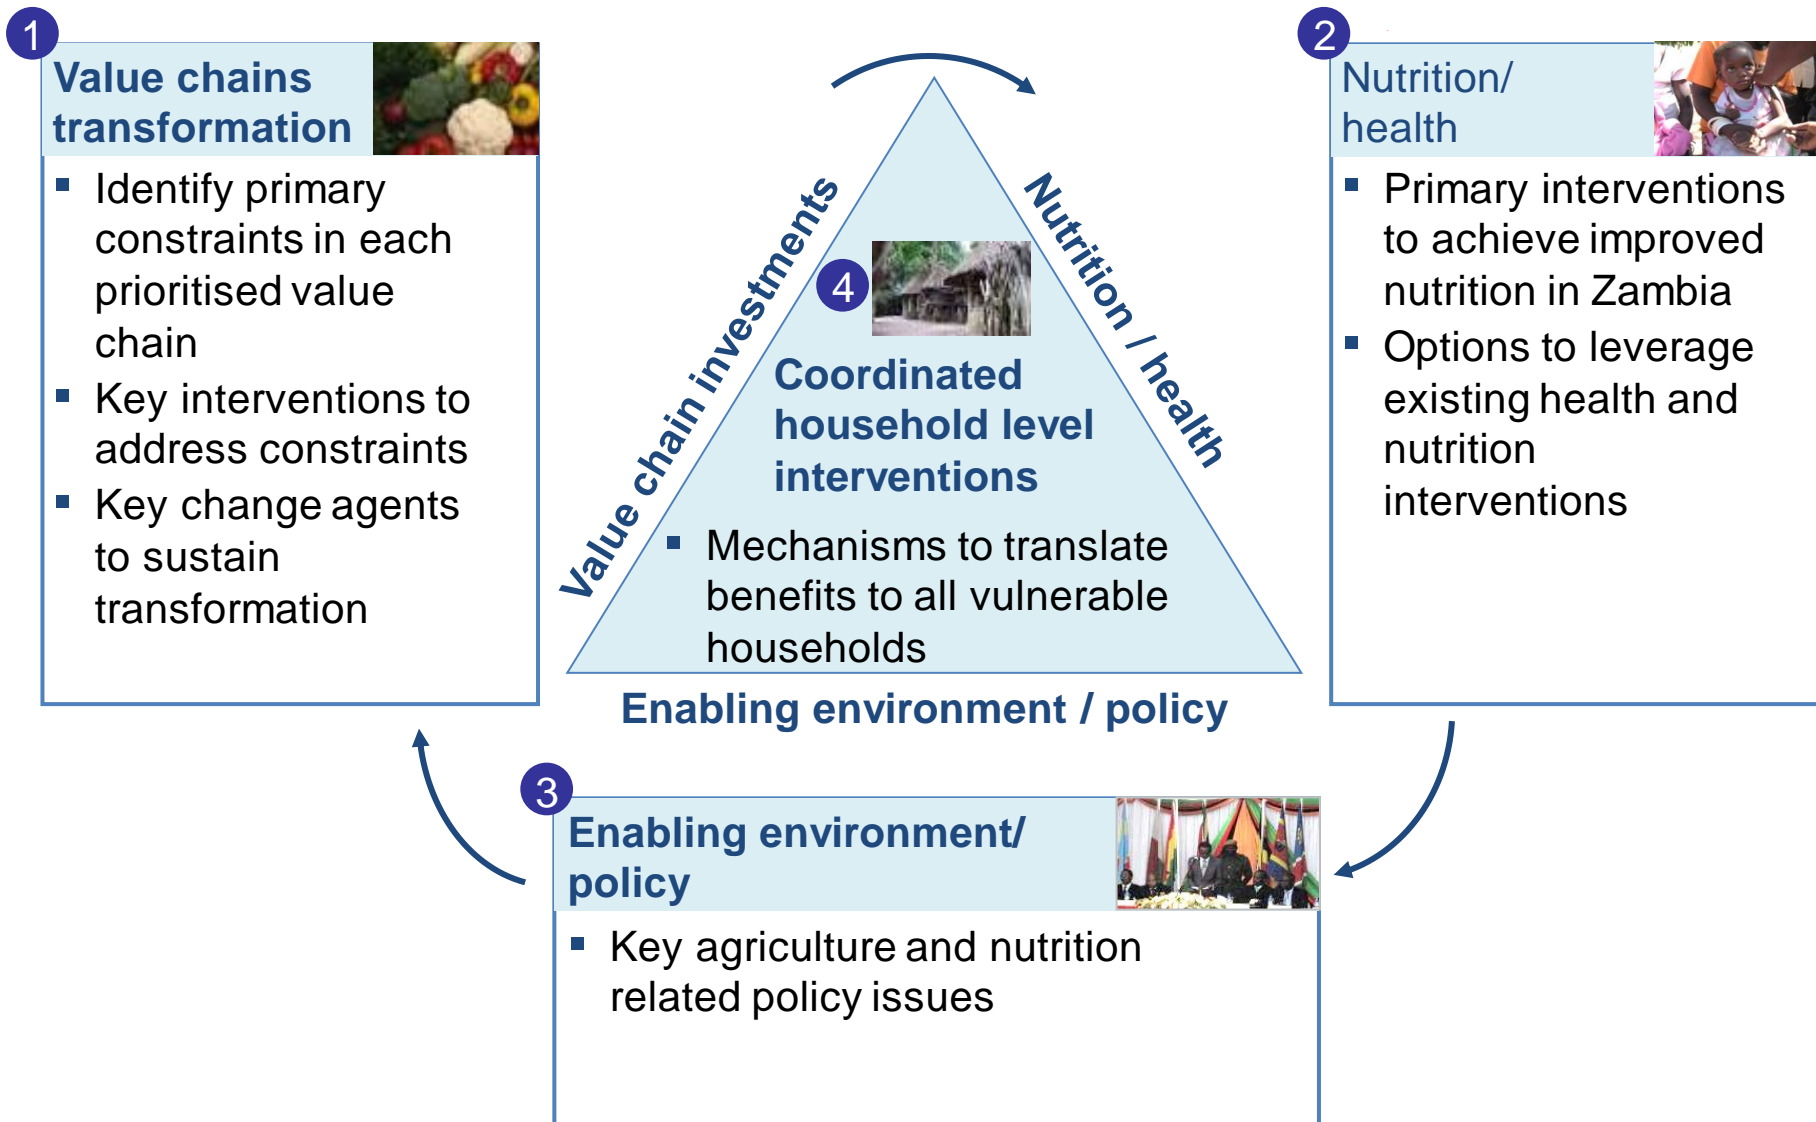 1
Value chains
transformation
▪ Identify primary
constraints in each
prioritised value
chain
▪ Key interventions to
address constraints
▪ Key change agents
to sustain
transformation
2
Nutrition/
health
▪ Primary interventions
to achieve improved
nutrition in Zambia
▪ Options to leverage
existing health and
nutrition
interventions
Value chain investments
Nutrition / health
4
Coordinated
household level
interventions
▪ Mechanisms to translate
benefits to all vulnerable
households
Enabling environment / policy
3
Enabling environment/
policy
▪ Key agriculture and nutrition
related policy issues